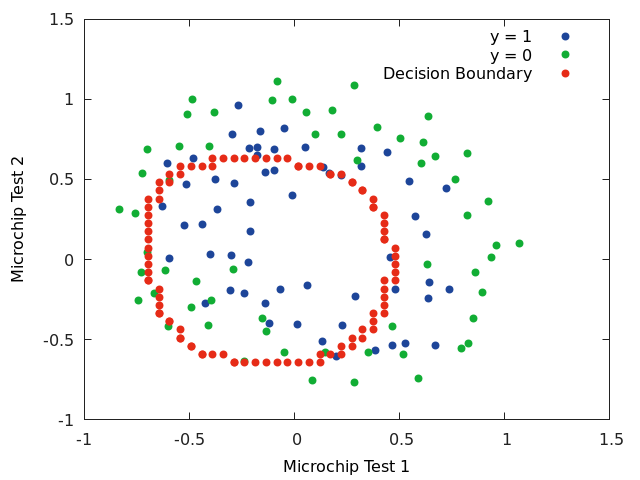 1.5
y = 1
y = 0
Decision Boundary
1
0.5
0
-0.5
-1
-1
-0.5
0
0.5
1
1.5
Microchip Test 2
Microchip Test 1